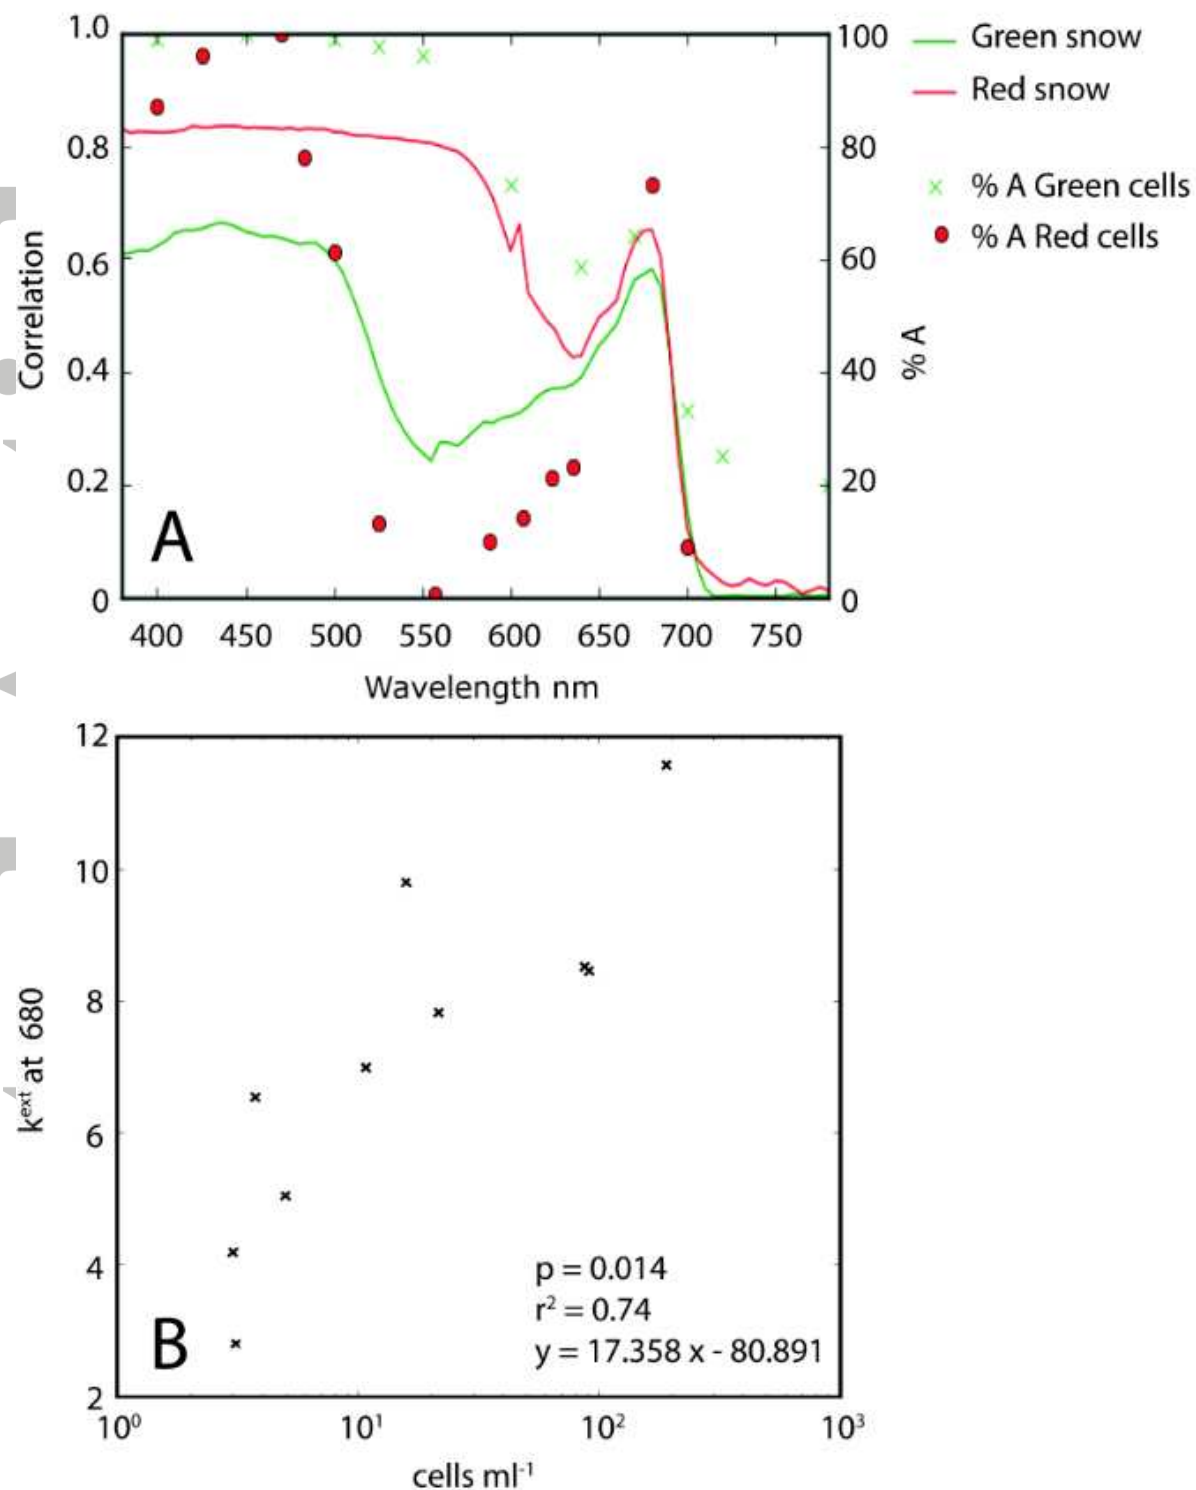 1.0
0.8
0.6
0.4
0.2
0
Correlation
100
80
60
40
20
0
% A
400 450 500 550 600 650 700 750
Wavelength nm
A
Green snow
Red snow
% A Green cells
% A Red cells
12
10
8
6
4
2
k^ext at 680
10⁰ 10¹ 10² 10³
cells ml⁻¹
B
p = 0.014
r² = 0.74
y = 17.358 x - 80.891